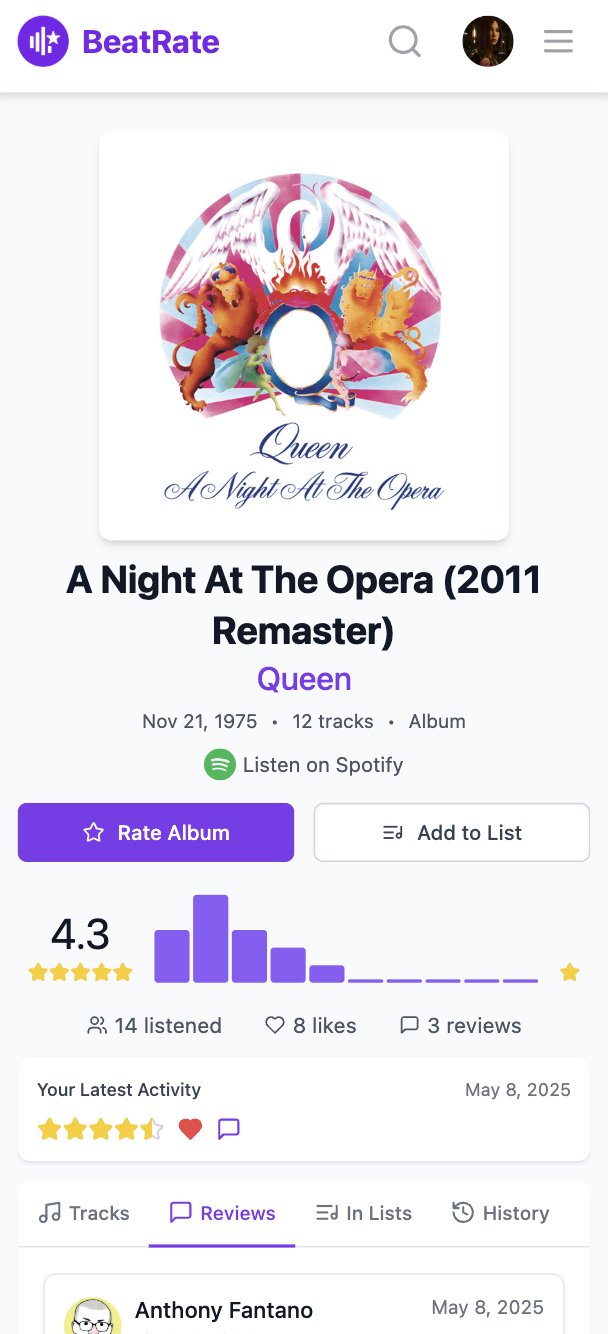 BeatRate
Queen
A Night At The Opera
A Night At The Opera (2011
Remaster)
Queen
Nov 21, 1975 • 12 tracks • Album
Listen on Spotify
Rate Album
Add to List
4.3
14 listened
8 likes
3 reviews
Your Latest Activity
May 8, 2025
Tracks
Reviews
In Lists
History
Anthony Fantano
May 8, 2025